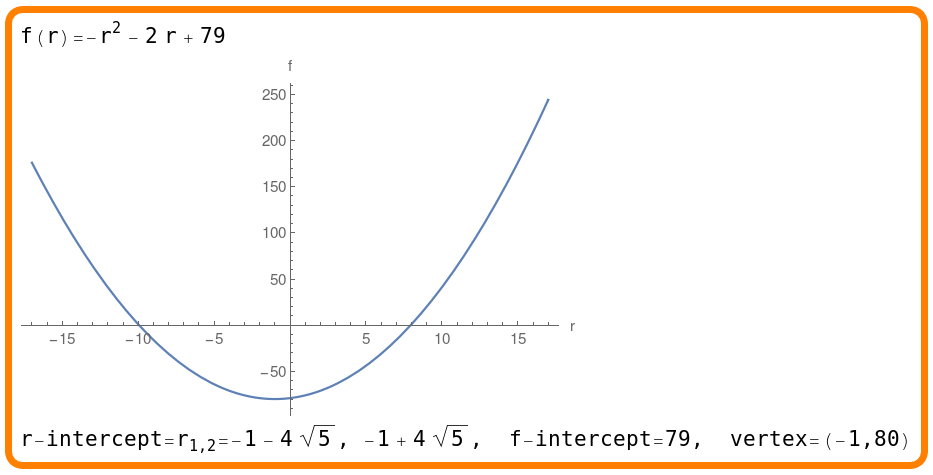 f(r)=-r² - 2 r + 79
f
250
200
150
100
50
-15 -10 -5 5 10 15 r
-50
r-intercept=r₁,₂=-1 - 4 √5, -1 + 4 √5, f-intercept=79, vertex=(-1,80)